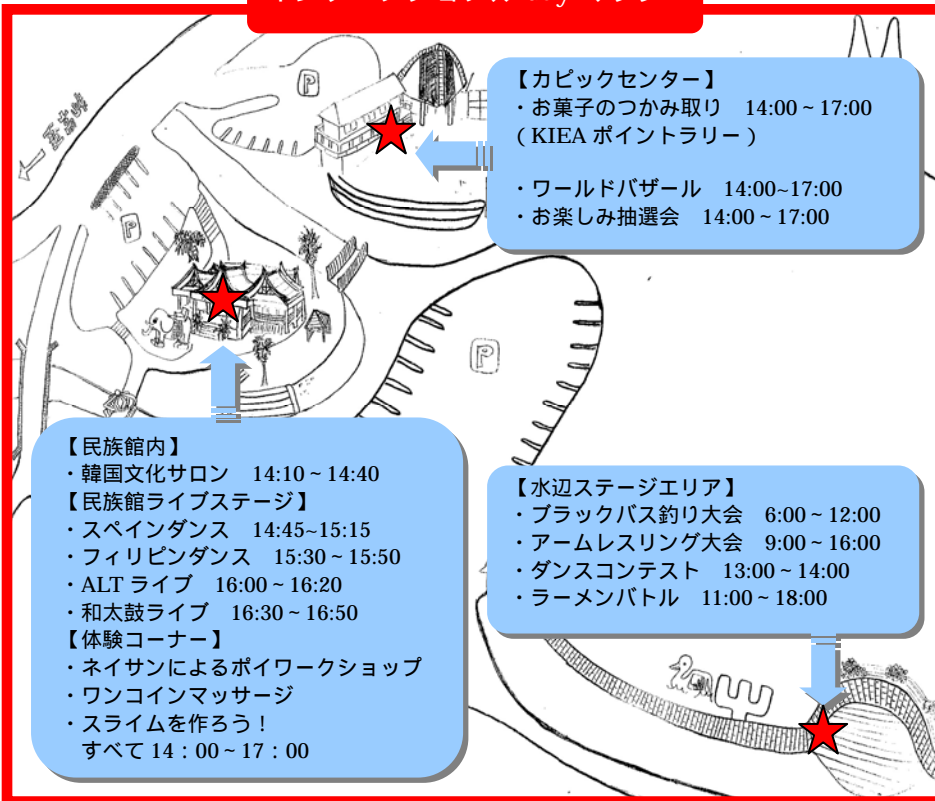 P
P
P
【カピックセンター】
・お菓子のつかみ取り　14:00～17:00
（KIEA ポイントラリー）
・ワールドバザール　14:00~17:00
・お楽しみ抽選会　14:00～17:00
【民族館内】
・韓国文化サロン　14:10～14:40
【民族館ライブステージ】
・スペインダンス　14:45~15:15
・フィリピンダンス　15:30～15:50
・ALT ライブ　16:00～16:20
・和太鼓ライブ　16:30～16:50
【体験コーナー】
・ネイサンによるポイワークショップ
・ワンコインマッサージ
・スライムを作ろう！
すべて 14：00～17：00
【水辺ステージエリア】
・ブラックバス釣り大会　6:00～12:00
・アームレスリング大会　9:00～16:00
・ダンスコンテスト　13:00～14:00
・ラーメンバトル　11:00～18:00